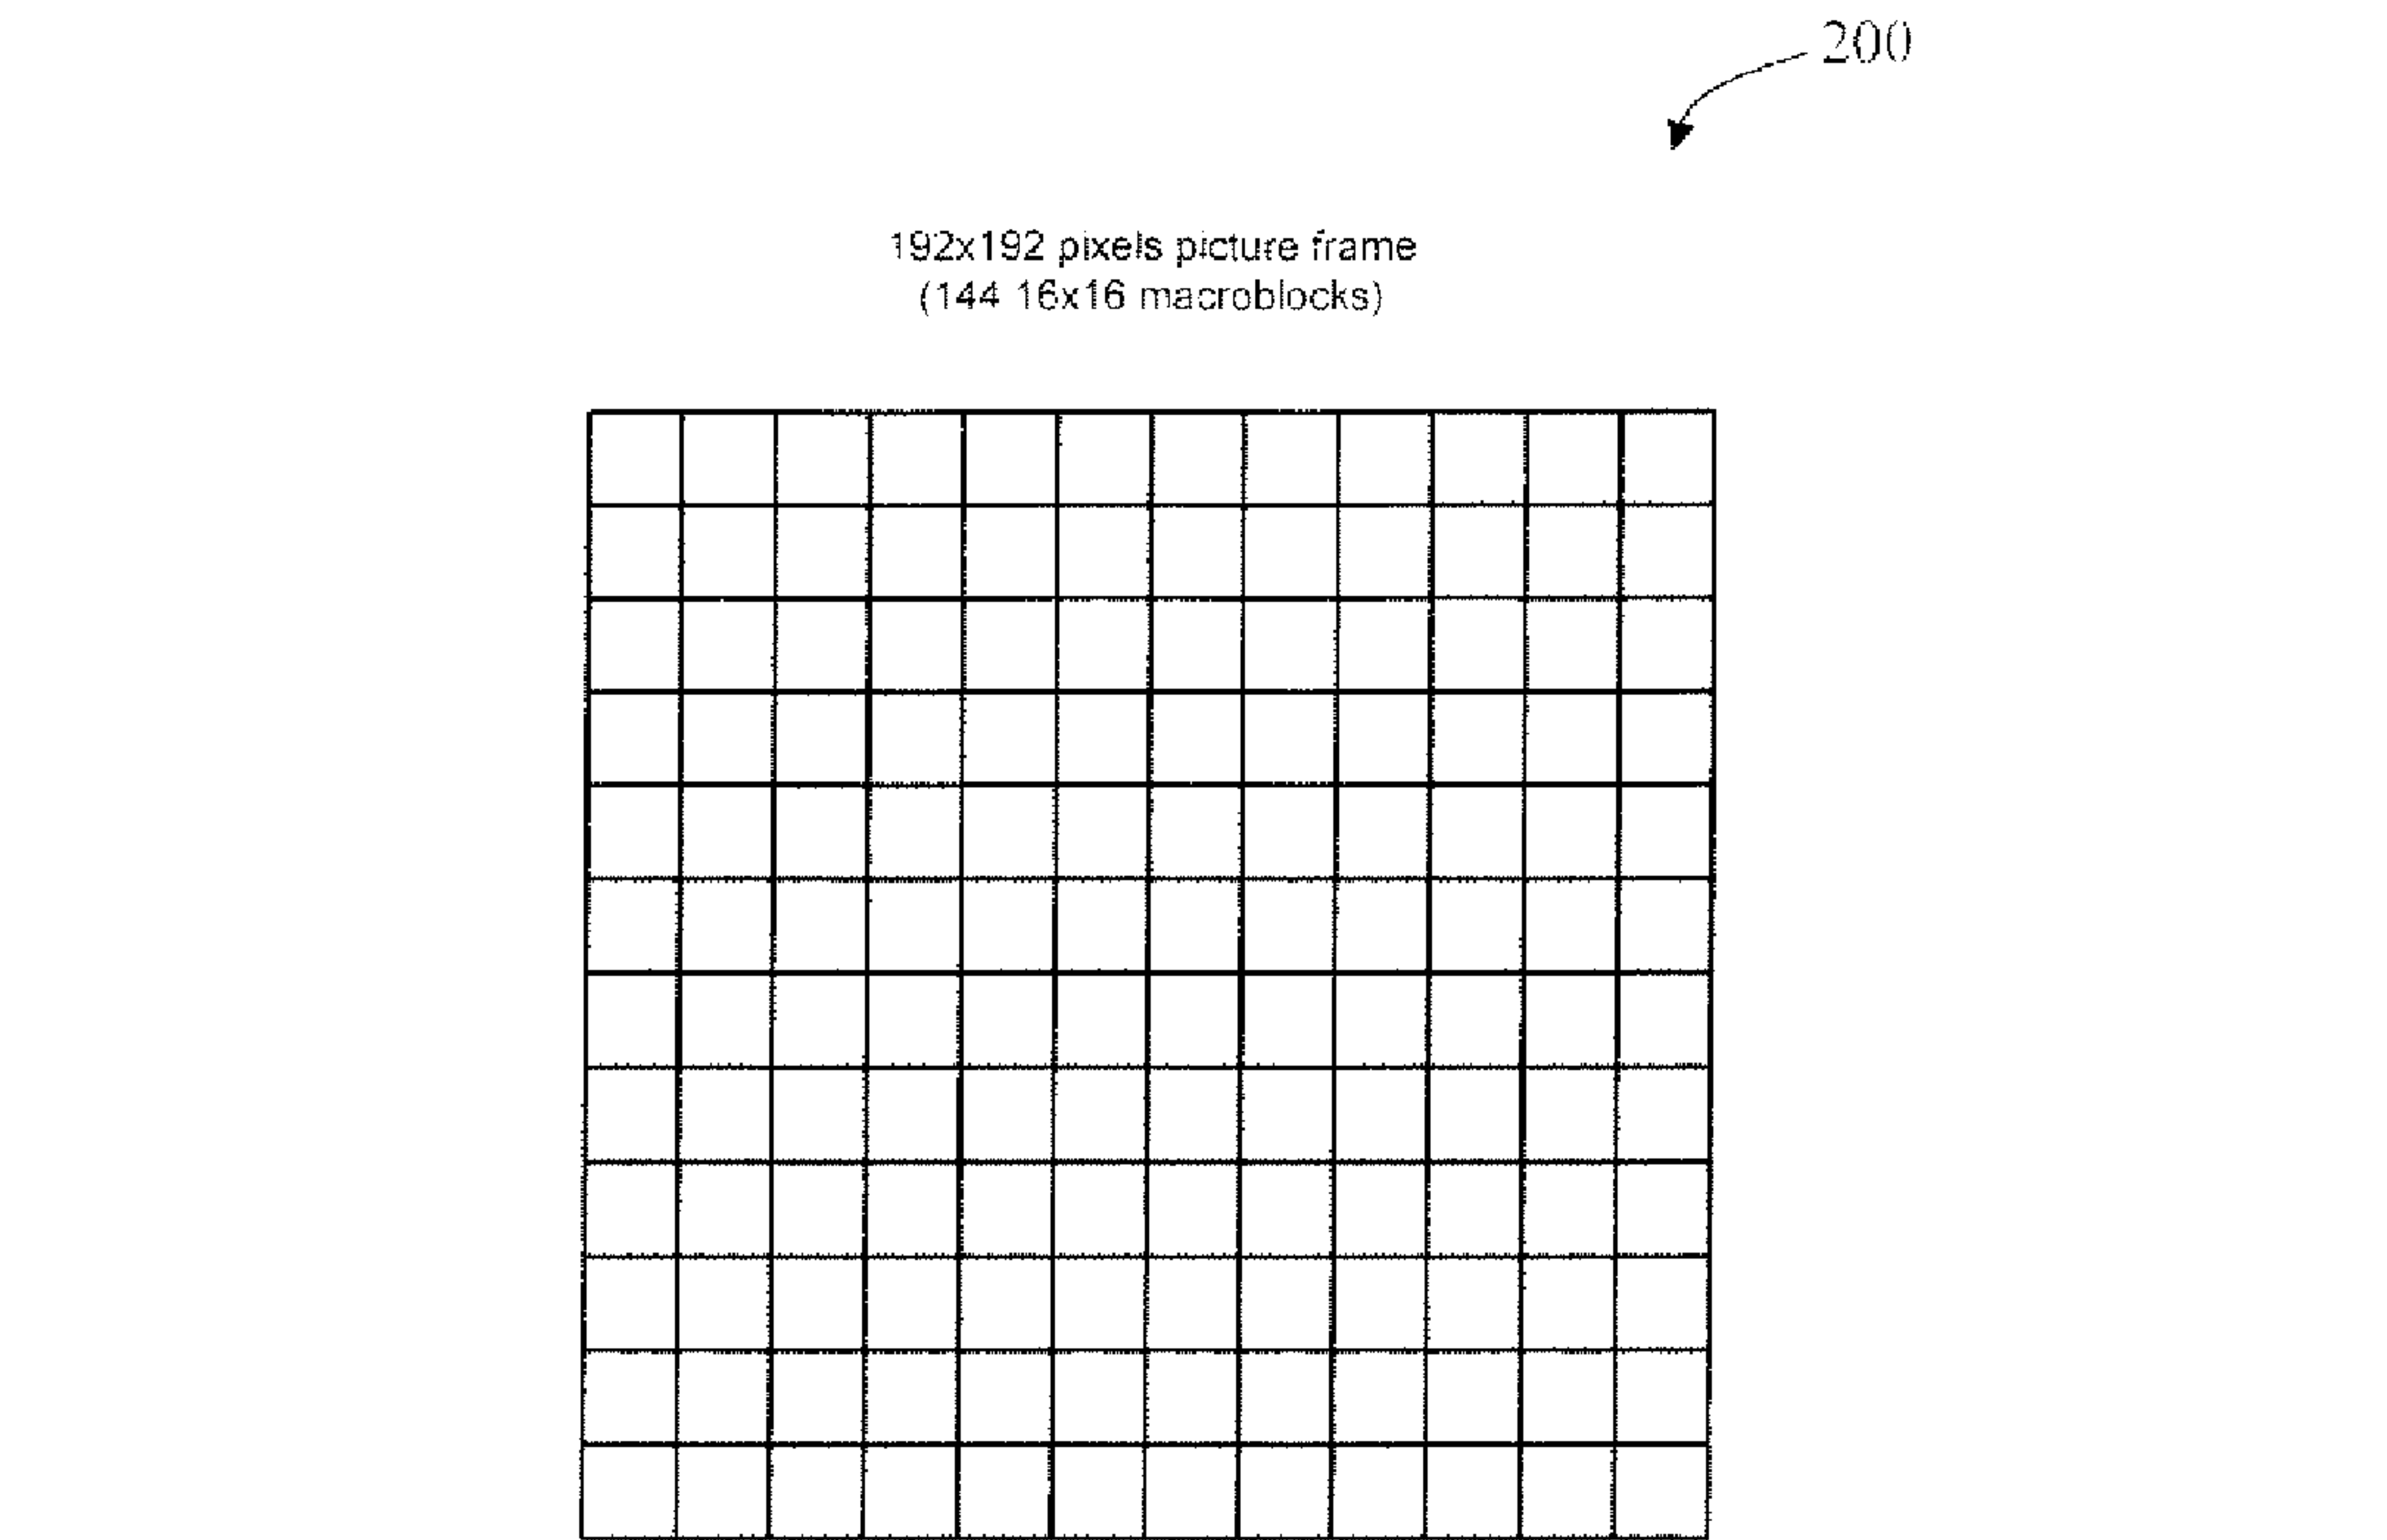 200
192x192 pixels picture frame
(144 16x16 macroblocks)